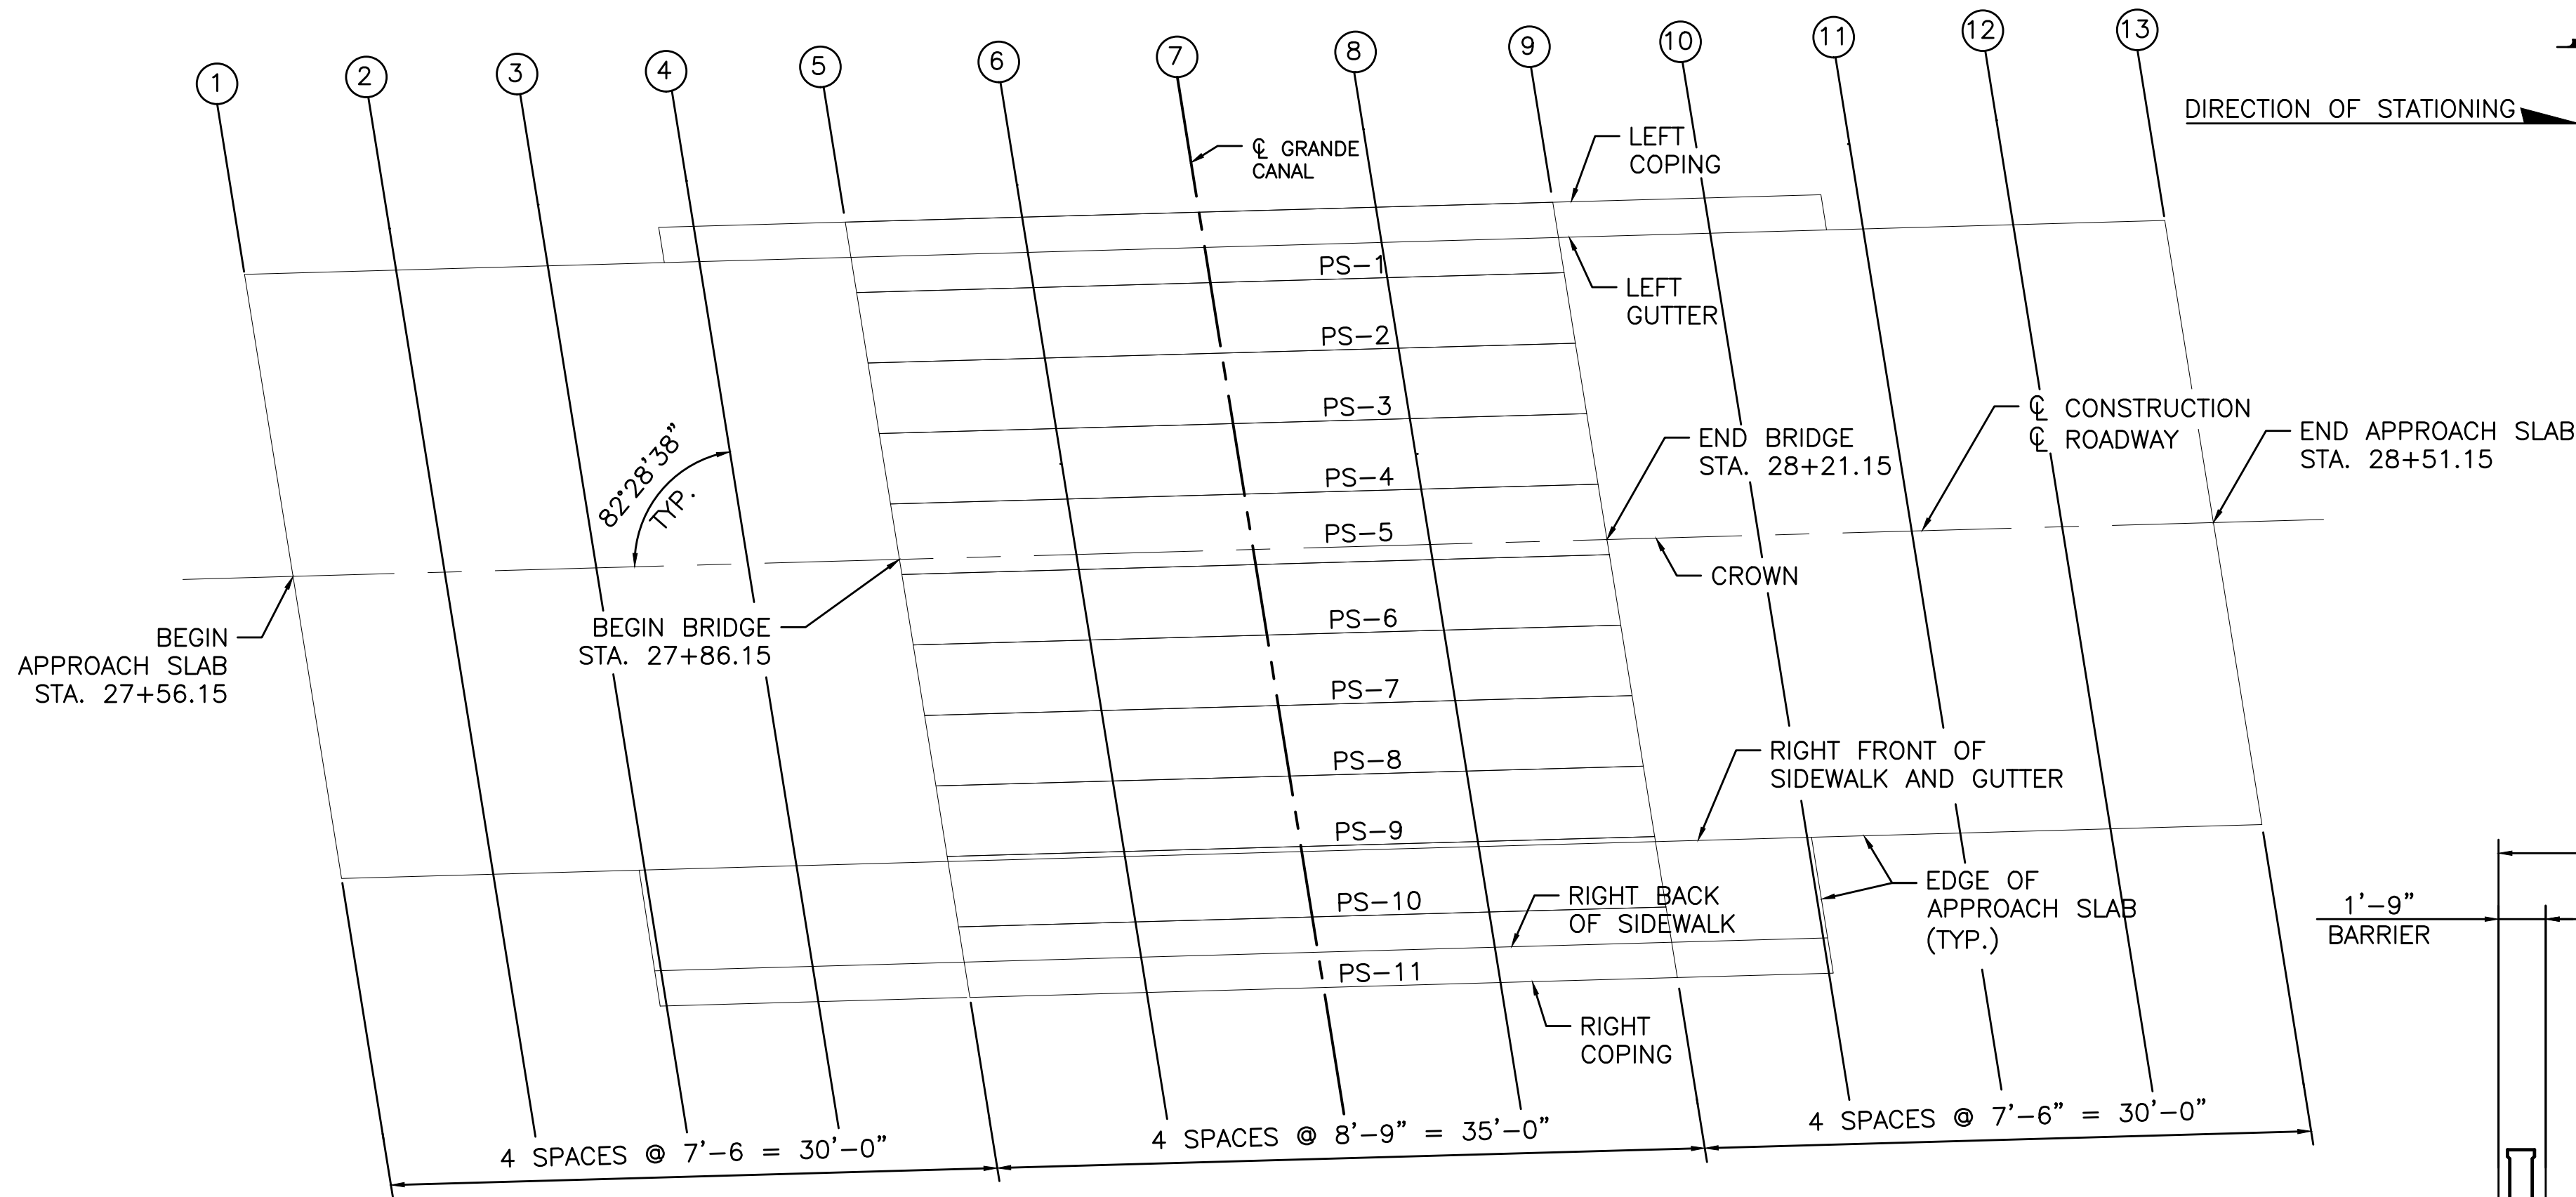 1
2
3
4
5
6
7
8
9
10
11
12
13
DIRECTION OF STATIONING
℄ GRANDE
CANAL
LEFT
COPING
LEFT
GUTTER
PS-1
PS-2
PS-3
PS-4
PS-5
PS-6
PS-7
PS-8
PS-9
PS-10
PS-11
82°28'38"
TYP.
℄ CONSTRUCTION
℄ ROADWAY
END APPROACH SLAB
STA. 28+51.15
END BRIDGE
STA. 28+21.15
CROWN
BEGIN
APPROACH SLAB
STA. 27+56.15
BEGIN BRIDGE
STA. 27+86.15
RIGHT FRONT OF
SIDEWALK AND GUTTER
RIGHT BACK
OF SIDEWALK
EDGE OF
APPROACH SLAB
(TYP.)
1'-9"
BARRIER
RIGHT
COPING
4 SPACES @ 7'-6 = 30'-0"
4 SPACES @ 8'-9" = 35'-0"
4 SPACES @ 7'-6" = 30'-0"